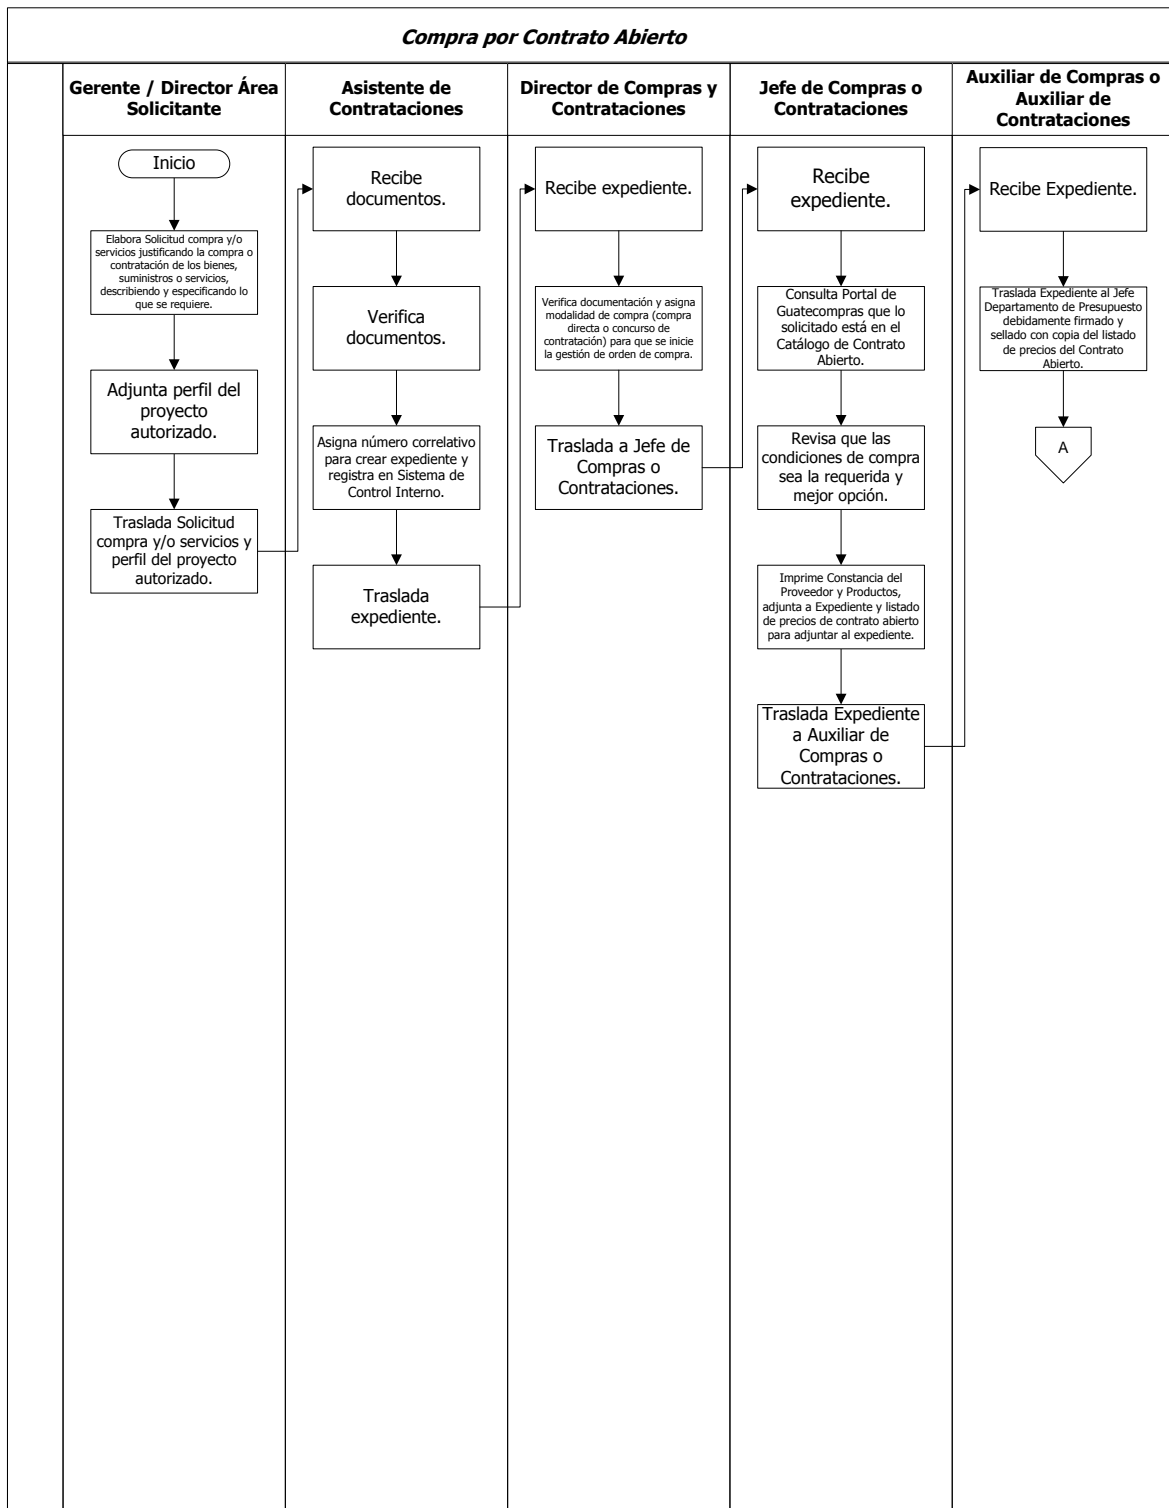 Compra por Contrato Abierto
Gerente / Director Área
Solicitante
Asistente de
Contrataciones
Director de Compras y
Contrataciones
Jefe de Compras o
Contrataciones
Auxiliar de Compras o
Auxiliar de
Contrataciones
Inicio
Elabora Solicitud compra y/o
servicios justificando la compra o
contratación de los bienes,
suministros o servicios,
describiendo y especificando lo
que se requiere.
Adjunta perfil del
proyecto
autorizado.
Traslada Solicitud
compra y/o servicios y
perfil del proyecto
autorizado.
Recibe
documentos.
Verifica
documentos.
Asigna número correlativo
para crear expediente y
registra en Sistema de
Control Interno.
Traslada
expediente.
Recibe expediente.
Verifica documentación y asigna
modalidad de compra (compra
directa o concurso de
contratación) para que se inicie
la gestión de orden de compra.
Traslada a Jefe de
Compras o
Contrataciones.
Recibe
expediente.
Consulta Portal de
Guatecompras que lo
solicitado está en el
Catálogo de Contrato
Abierto.
Revisa que las
condiciones de compra
sea la requerida y
mejor opción.
Imprime Constancia del
Proveedor y Productos,
adjunta a Expediente y listado
de precios de contrato abierto
para adjuntar al expediente.
Traslada Expediente
a Auxiliar de
Compras o
Contrataciones.
Recibe Expediente.
Traslada Expediente al Jefe
Departamento de Presupuesto
debidamente firmado y
sellado con copia del listado
de precios del Contrato
Abierto.
A